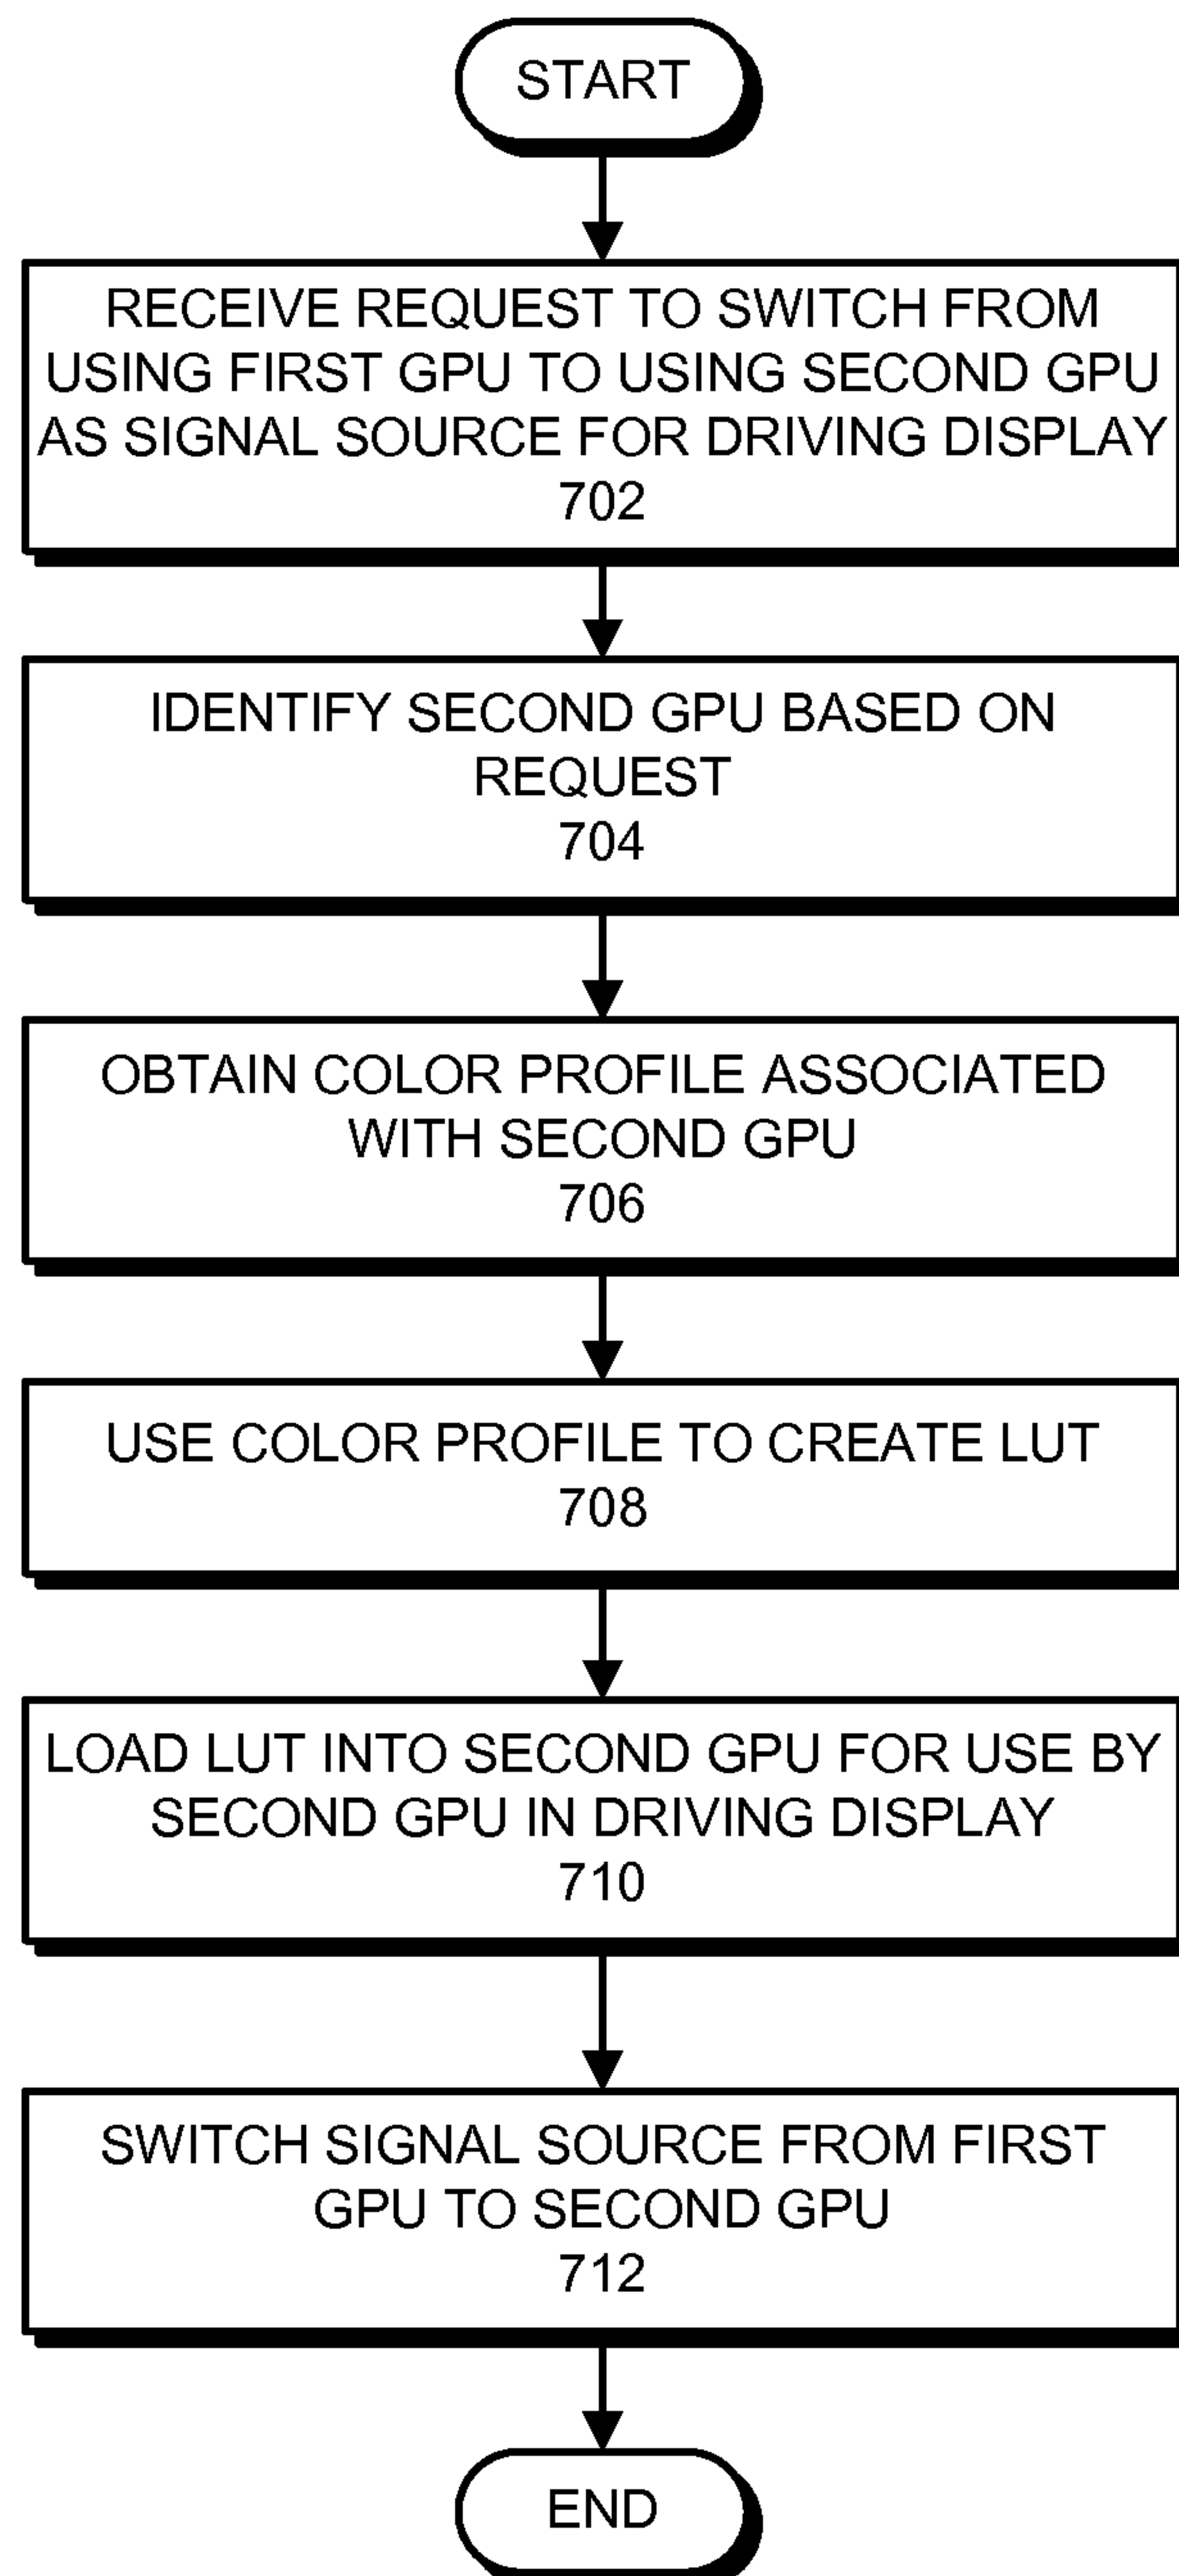 START
RECEIVE REQUEST TO SWITCH FROM
USING FIRST GPU TO USING SECOND GPU
AS SIGNAL SOURCE FOR DRIVING DISPLAY
702
IDENTIFY SECOND GPU BASED ON
REQUEST
704
OBTAIN COLOR PROFILE ASSOCIATED
WITH SECOND GPU
706
USE COLOR PROFILE TO CREATE LUT
708
LOAD LUT INTO SECOND GPU FOR USE BY
SECOND GPU IN DRIVING DISPLAY
710
SWITCH SIGNAL SOURCE FROM FIRST
GPU TO SECOND GPU
712
END